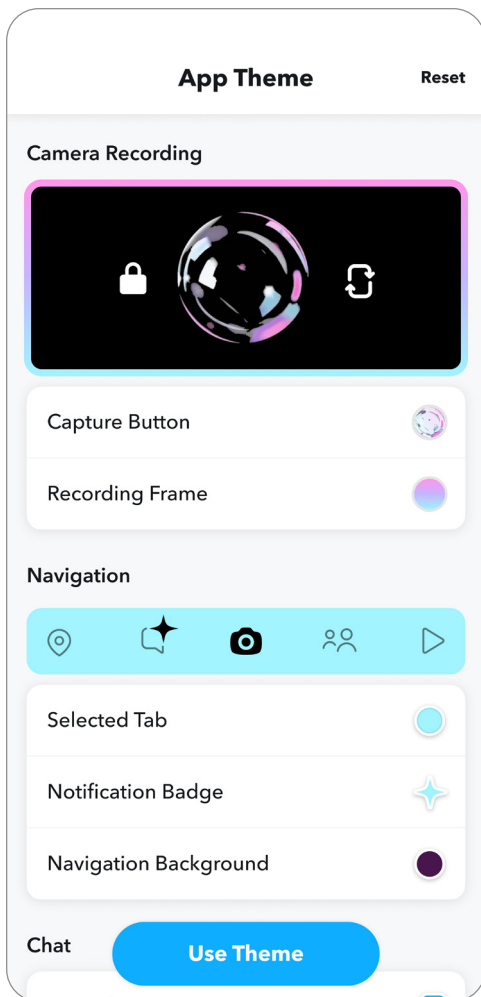 App Theme
Reset
Camera Recording
Capture Button
Recording Frame
Navigation
Selected Tab
Notification Badge
Navigation Background
Chat
Use Theme